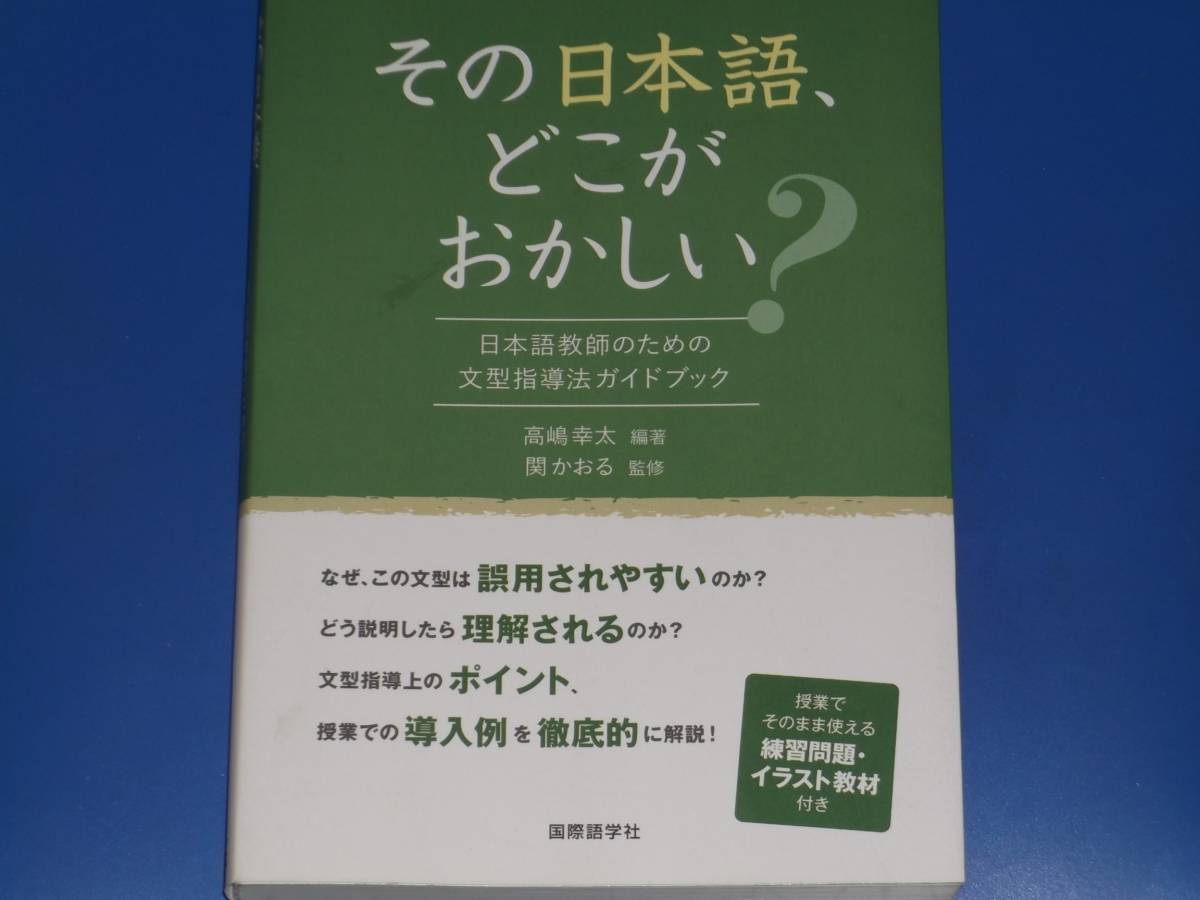 その日本語、
どこが
おかしい?
日本語教師のための
文型指導法ガイドブック
高嶋幸太 編著
関かおる 監修
なぜ、この文型は誤用されやすいのか?
どう説明したら理解されるのか?
文型指導上のポイント、
授業での導入例を徹底的に解説!
授業で
そのまま使える
練習問題・
イラスト教材
付き
国際語学社